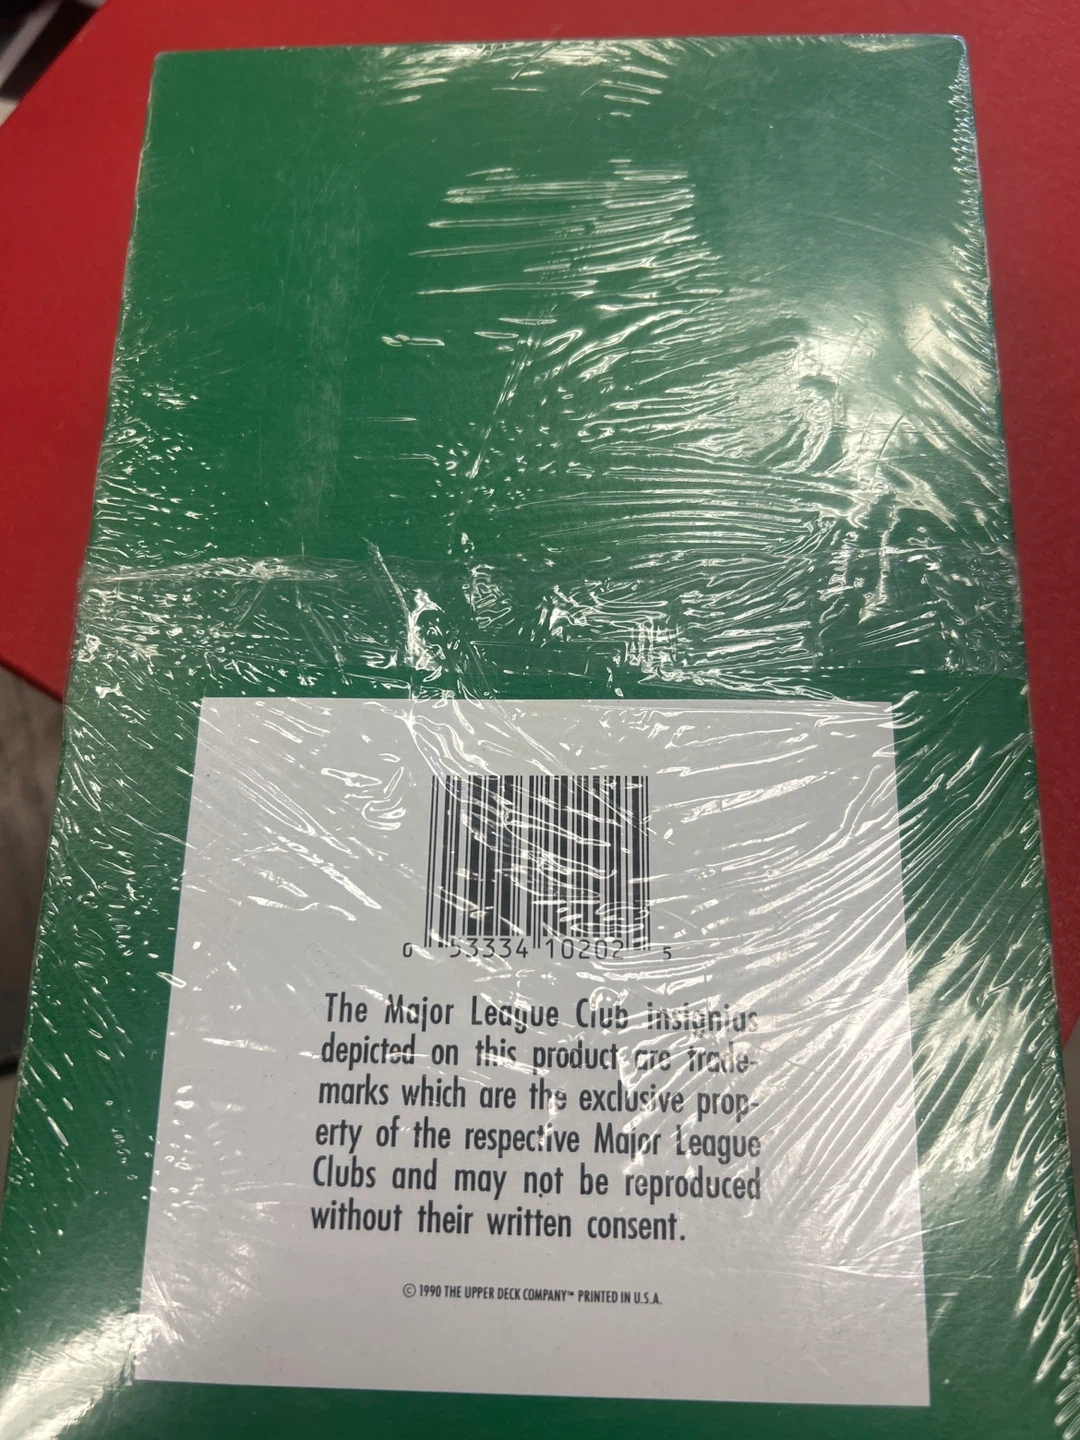 0 53334 10202 5
The Major League Club insignias
depicted on this product are trade-
marks which are the exclusive prop-
erty of the respective Major League
Clubs and may not be reproduced
without their written consent.
© 1990 THE UPPER DECK COMPANY™ PRINTED IN U.S.A.